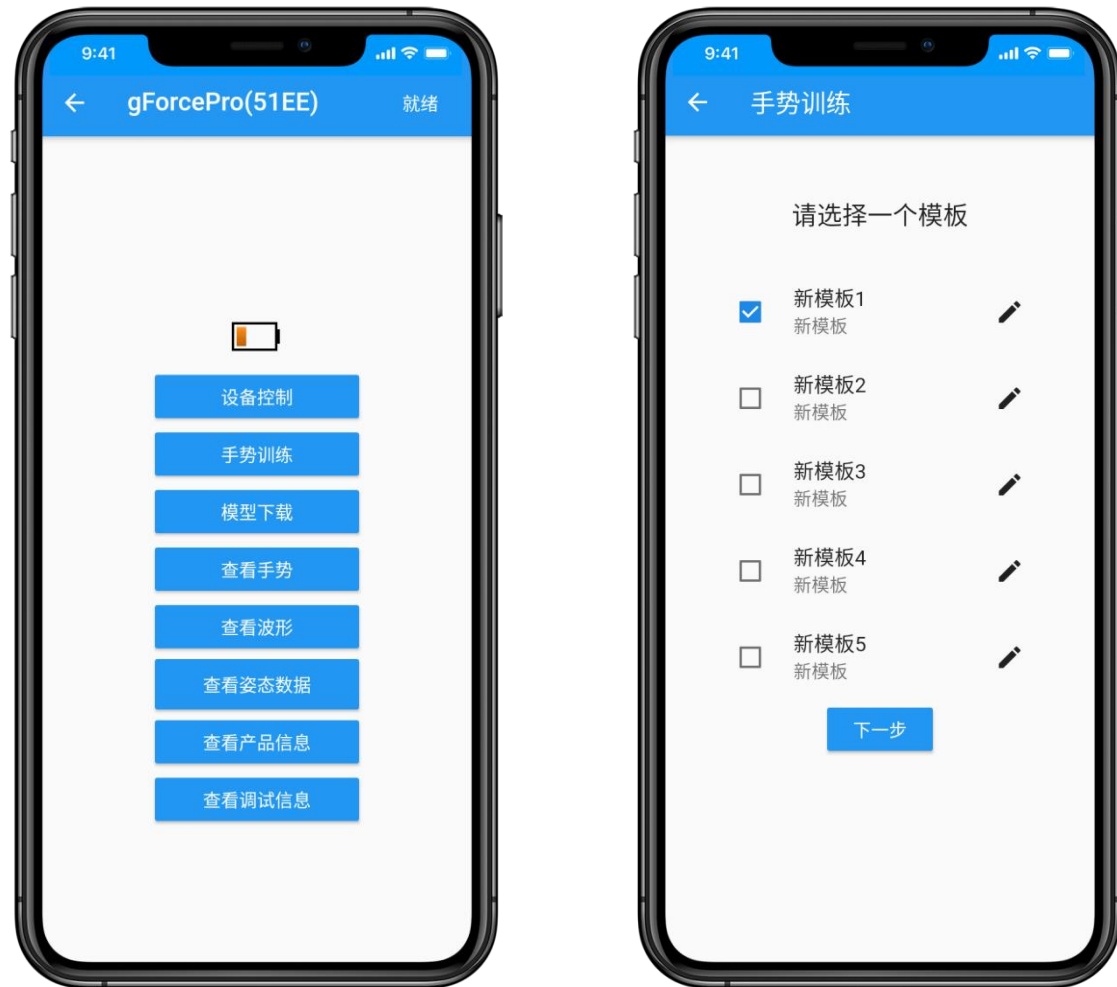 9:41
gForcePro(51EE) 就绪
设备控制
手势训练
模型下载
查看手势
查看波形
查看姿态数据
查看产品信息
查看调试信息
9:41
手势训练
请选择一个模板
新模板1
新模板
新模板2
新模板
新模板3
新模板
新模板4
新模板
新模板5
新模板
下一步